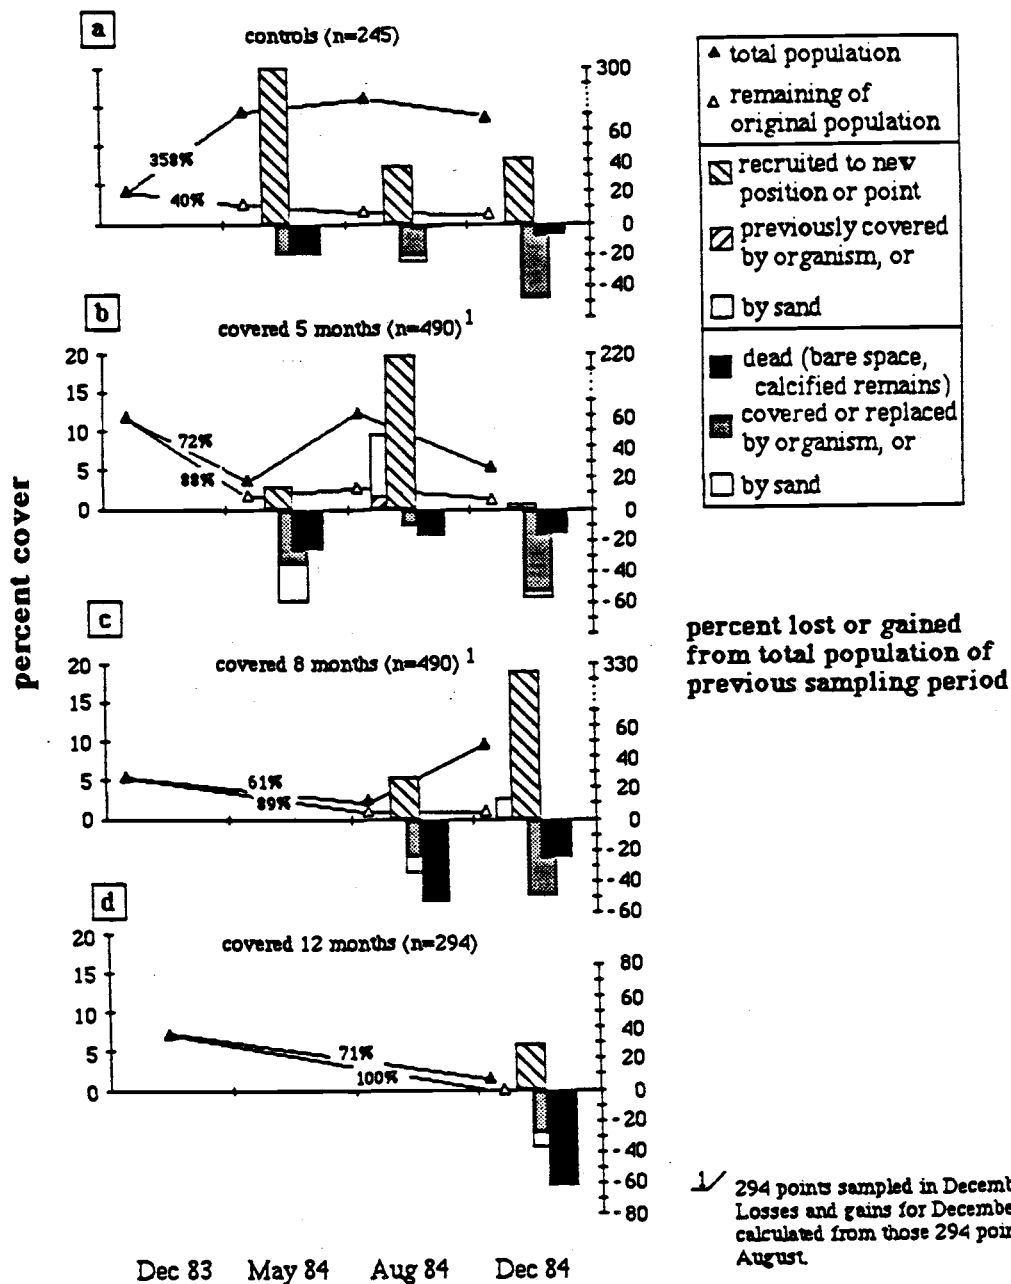 a
controls (n=245)
300
60
40
20
0
-20
-40
358%
40%
total population
remaining of
original population
recruited to new
position or point
previously covered
by organism, or
by sand
dead (bare space,
calcified remains)
covered or replaced
by organism, or
by sand
b
covered 5 months (n=490)1
20
15
10
5
0
220
60
40
20
0
-20
-40
-60
72%
88%
percent cover
c
covered 8 months (n=490)1
20
15
10
5
0
330
60
40
20
0
-20
-40
-60
61%
89%
percent lost or gained
from total population of
previous sampling period
d
covered 12 months (n=294)
20
15
10
5
0
80
60
40
20
0
-20
-40
-60
-80
71%
100%
Dec 83 May 84 Aug 84 Dec 84
1/ 294 points sampled in Decemb
Losses and gains for December
calculated from those 294 poin
August.